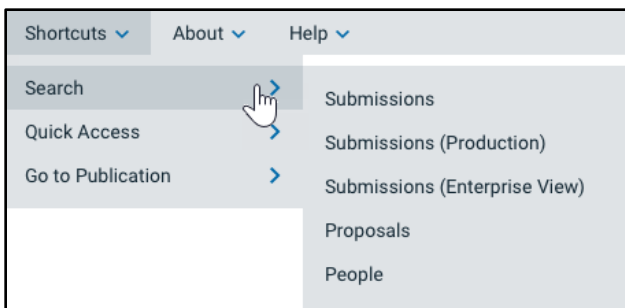 Shortcuts About Help
Search
Quick Access
Go to Publication
Submissions
Submissions (Production)
Submissions (Enterprise View)
Proposals
People